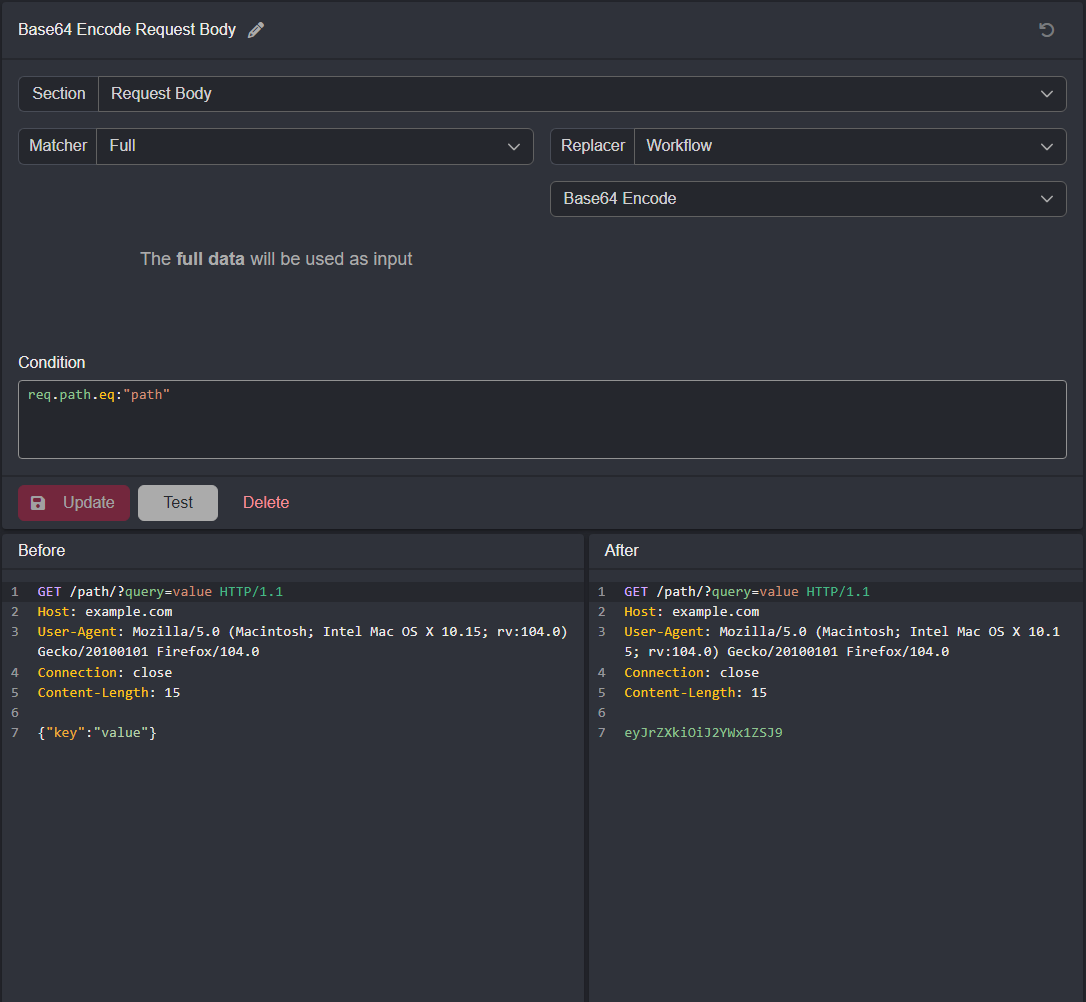 Base64 Encode Request Body
Section Request Body
Matcher Full Replacer Workflow
Base64 Encode
The full data will be used as input
Condition
req.path.eq:"path"
Update Test Delete
Before
1 GET /path/?query=value HTTP/1.1
2 Host: example.com
3 User-Agent: Mozilla/5.0 (Macintosh; Intel Mac OS X 10.15; rv:104.0)
Gecko/20100101 Firefox/104.0
4 Connection: close
5 Content-Length: 15
6
7 {"key":"value"}
After
1 GET /path/?query=value HTTP/1.1
2 Host: example.com
3 User-Agent: Mozilla/5.0 (Macintosh; Intel Mac OS X 10.1
5; rv:104.0) Gecko/20100101 Firefox/104.0
4 Connection: close
5 Content-Length: 15
6
7 eyJrZXkiOiJ2YWx1ZSJ9